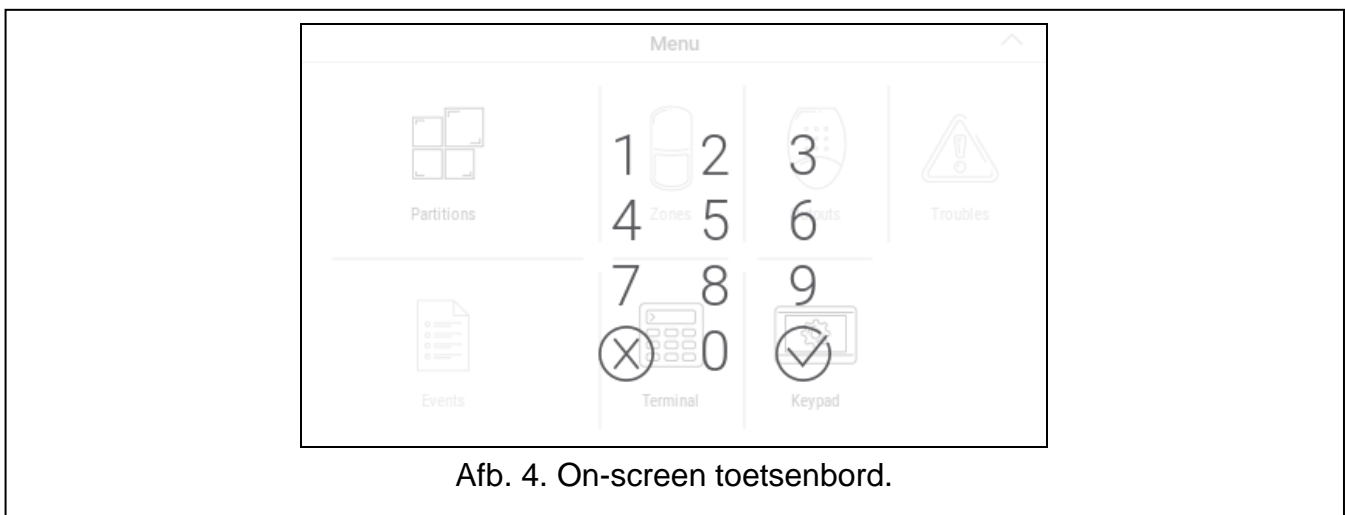 Menu
1 2 3
Partitions
Zones
Troubles
4 5 6
7 8 9
0
Events
Terminal
Keypad
Afb. 4. On-screen toetsenbord.